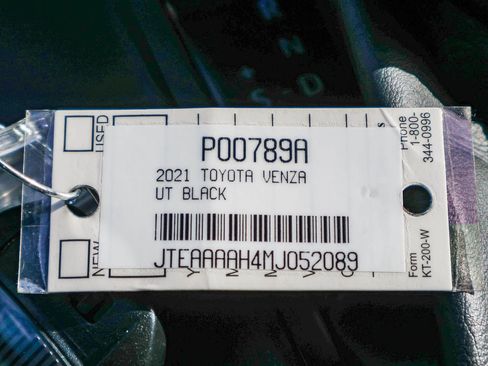 R
N
D
S
USED
P00789A
2021 TOYOTA VENZA
UT BLACK
JTEAAAAH4MJ052089
NEW
Phone
1-800-
344-0996
Form
KT-200-W